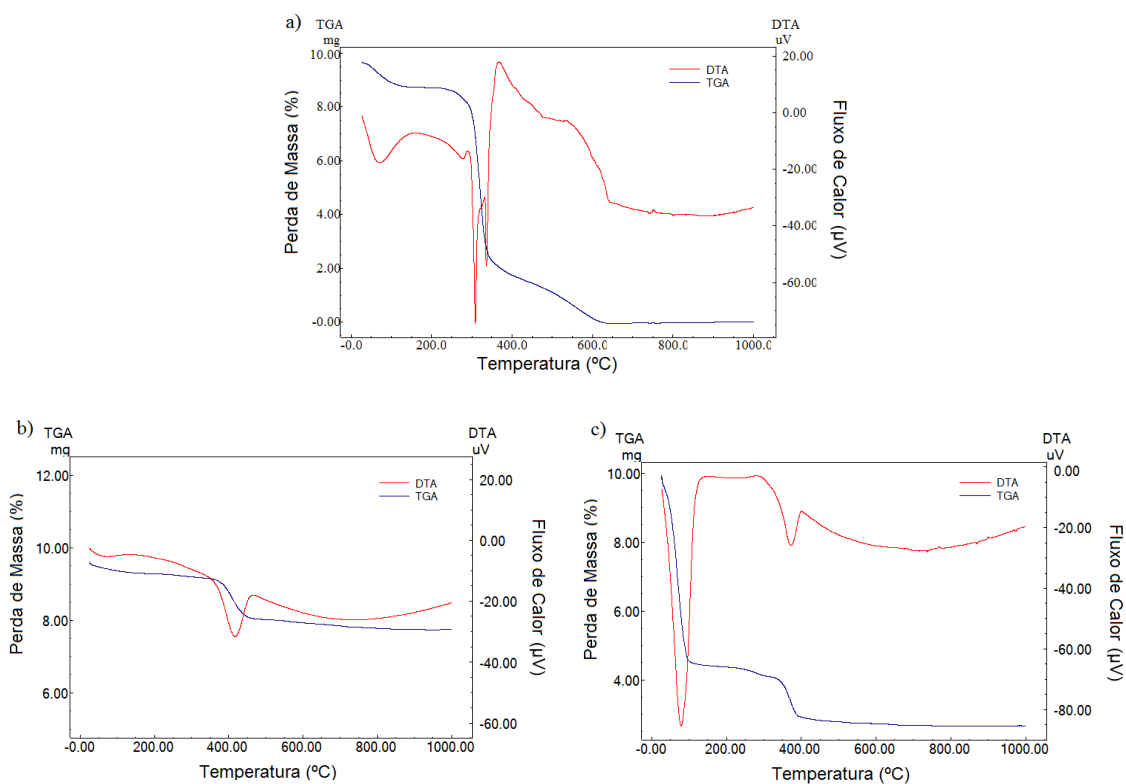 a)
TGA
mg
DTA
uV
10.00
8.00
6.00
4.00
2.00
-0.00
20.00
0.00
-20.00
-40.00
-60.00
DTA
TGA
Perda de Massa (%)
Fluxo de Calor (µV)
-0.0 200.0 400.0 600.0 800.0 1000.0
Temperatura (ºC)
b)
TGA
mg
DTA
uV
12.00
10.00
8.00
6.00
0.00
-20.00
-40.00
-60.00
DTA
TGA
Perda de Massa (%)
Fluxo de Calor (µV)
-0.00 200.00 400.00 600.00 800.00 1000.00
Temperatura (ºC)
c)
TGA
mg
DTA
uV
10.00
8.00
6.00
4.00
0.00
-20.00
-40.00
-60.00
-80.00
DTA
TGA
Perda de Massa (%)
Fluxo de Calor (µV)
-0.00 200.00 400.00 600.00 800.00 1000.00
Temperatura (ºC)